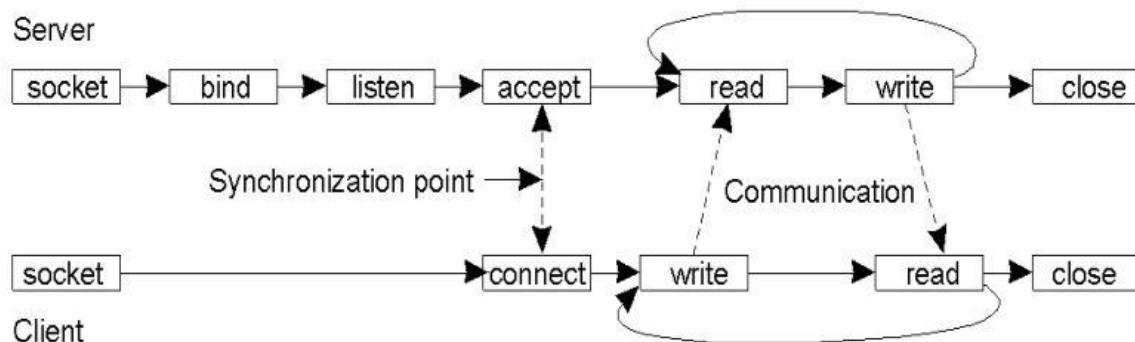 Server
socket bind listen accept read write close
Synchronization point
Communication
socket connect write read close
Client